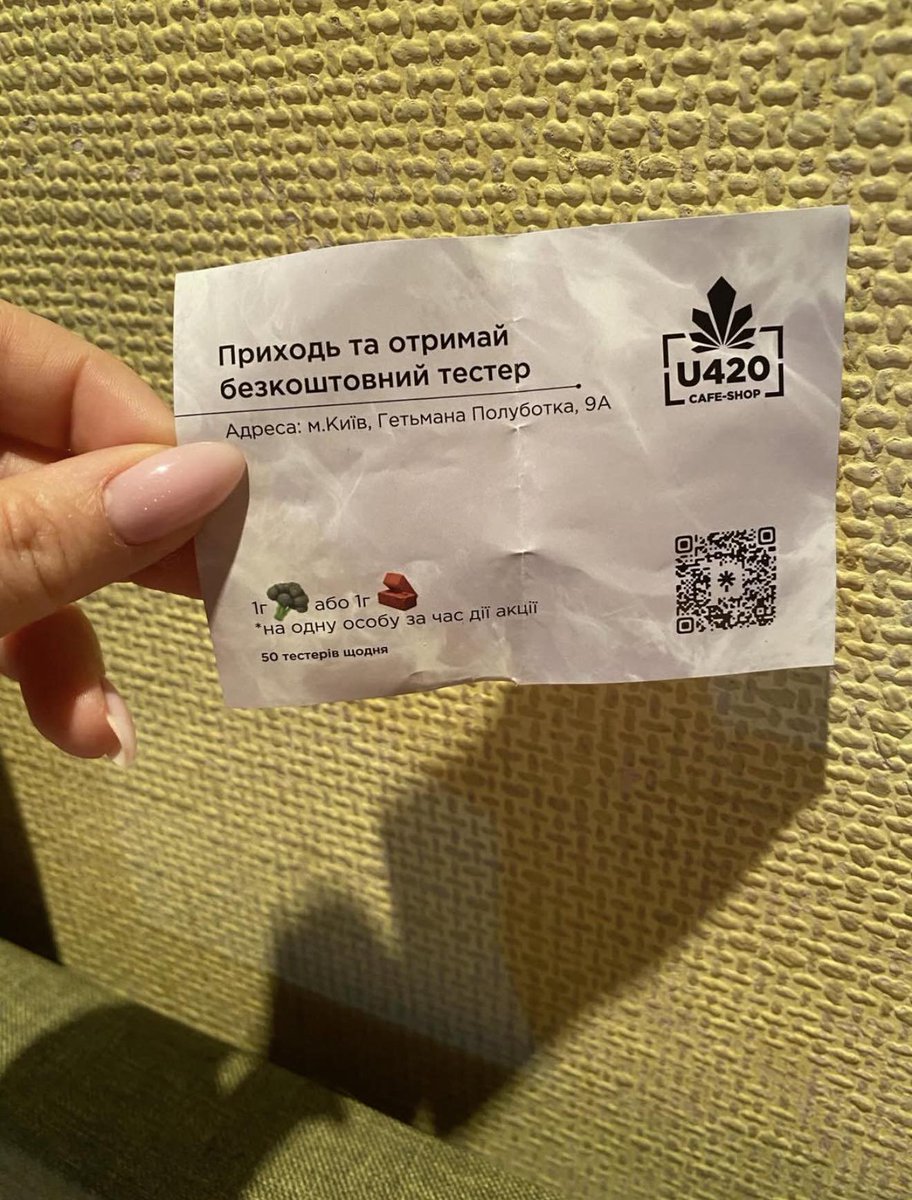 Приходь та отримай
безкоштовний тестер
Адреса: м.Київ, Гетьмана Полуботка, 9А
U420
CAFE-SHOP
1г 🥦 або 1г 🧱
*на одну особу за час дії акції
50 тестерів щодня